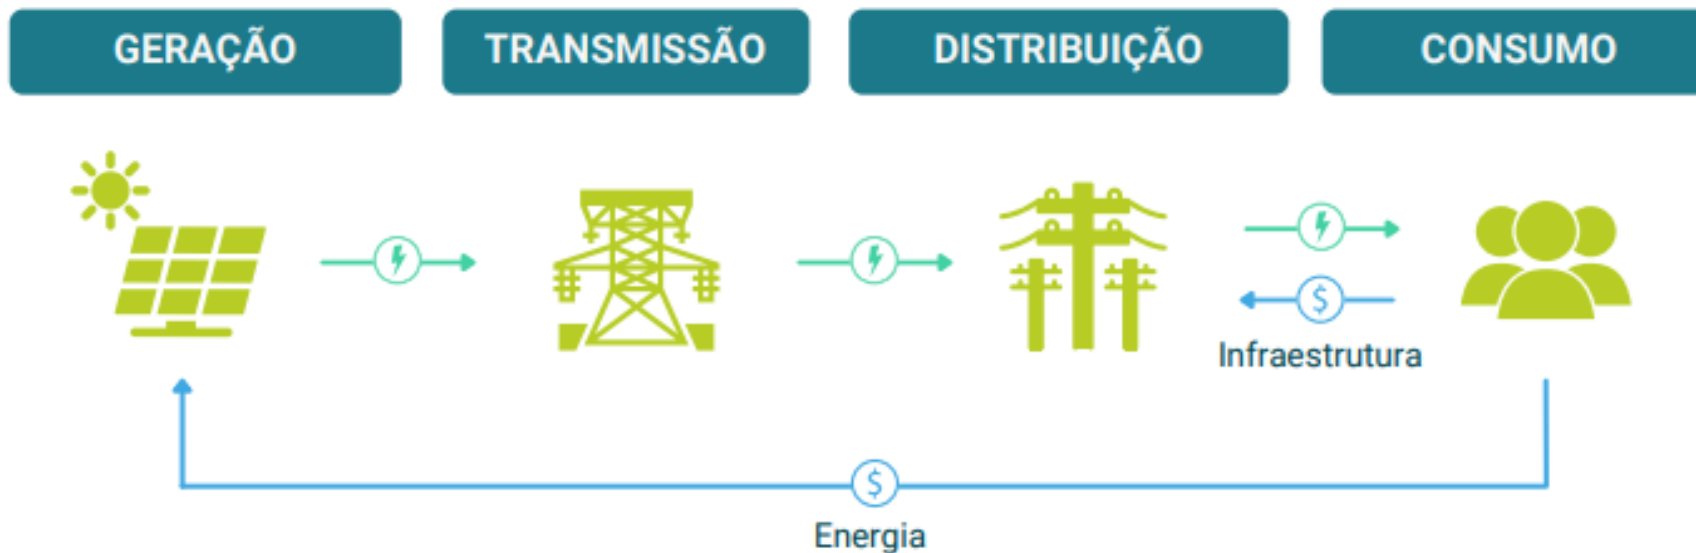 GERAÇÃO
TRANSMISSÃO
DISTRIBUIÇÃO
CONSUMO
$
Infraestrutura
$
Energia